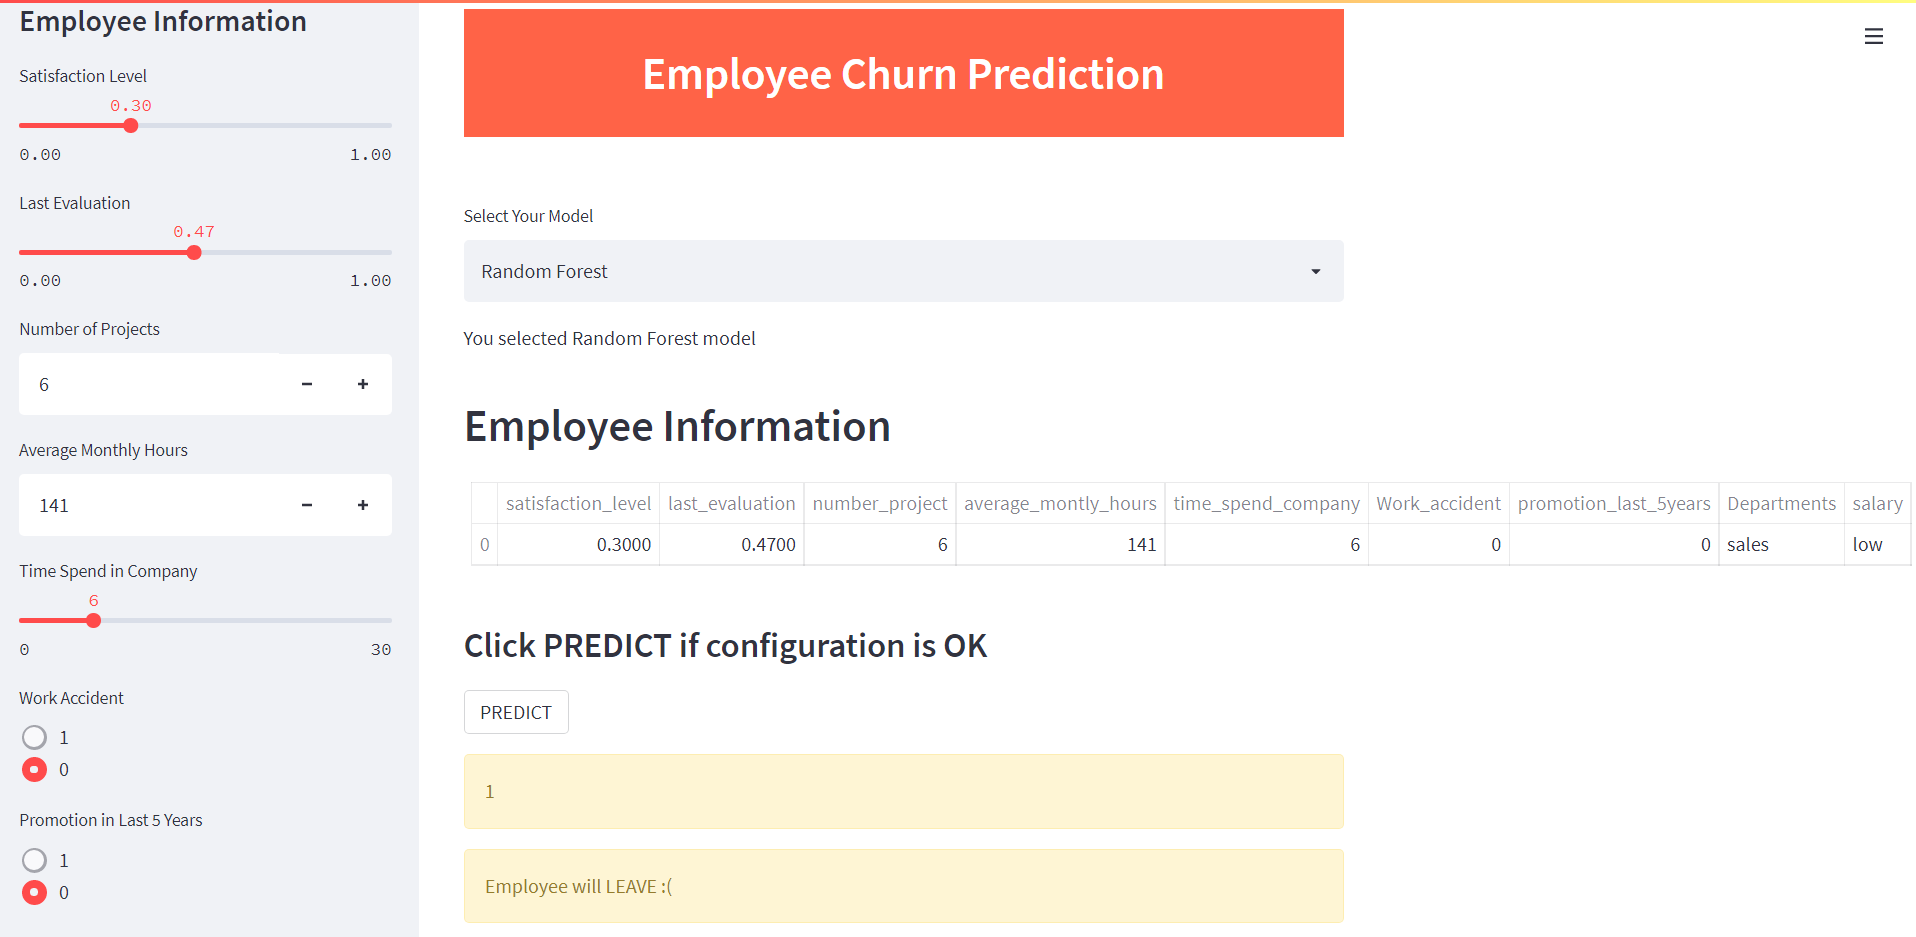 Employee Information
Satisfaction Level
0.30
0.00 1.00
Last Evaluation
0.47
0.00 1.00
Number of Projects
6
Average Monthly Hours
141
Time Spend in Company
6
0 30
Work Accident
1
0
Promotion in Last 5 Years
1
0
Employee Churn Prediction
Select Your Model
Random Forest
You selected Random Forest model
Employee Information
satisfaction_level last_evaluation number_project average_montly_hours time_spend_company Work_accident promotion_last_5years Departments salary
0 0.3000 0.4700 6 141 6 0 0 sales low
Click PREDICT if configuration is OK
PREDICT
1
Employee will LEAVE :(